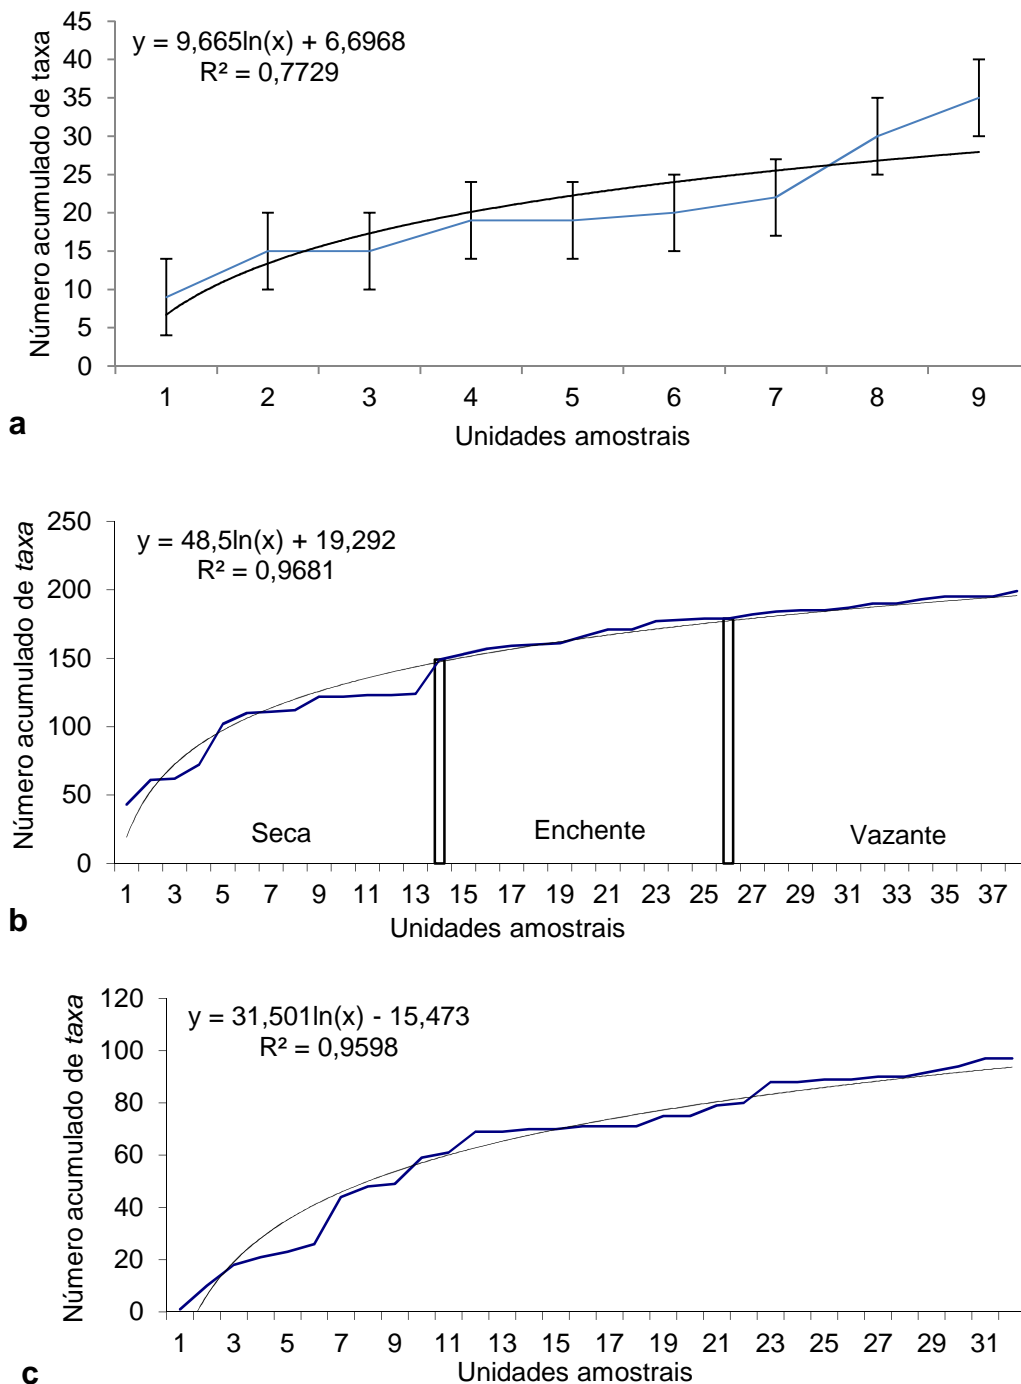 Número acumulado de taxa
y = 9,665ln(x) + 6,6968
R² = 0,7729
45
40
35
30
25
20
15
10
5
0
1 2 3 4 5 6 7 8 9
Unidades amostrais
a
Número acumulado de taxa
y = 48,5ln(x) + 19,292
R² = 0,9681
250
200
150
100
50
0
Seca Enchente Vazante
1 3 5 7 9 11 13 15 17 19 21 23 25 27 29 31 33 35 37
Unidades amostrais
b
Número acumulado de taxa
y = 31,501ln(x) - 15,473
R² = 0,9598
120
100
80
60
40
20
0
1 3 5 7 9 11 13 15 17 19 21 23 25 27 29 31
Unidades amostrais
c